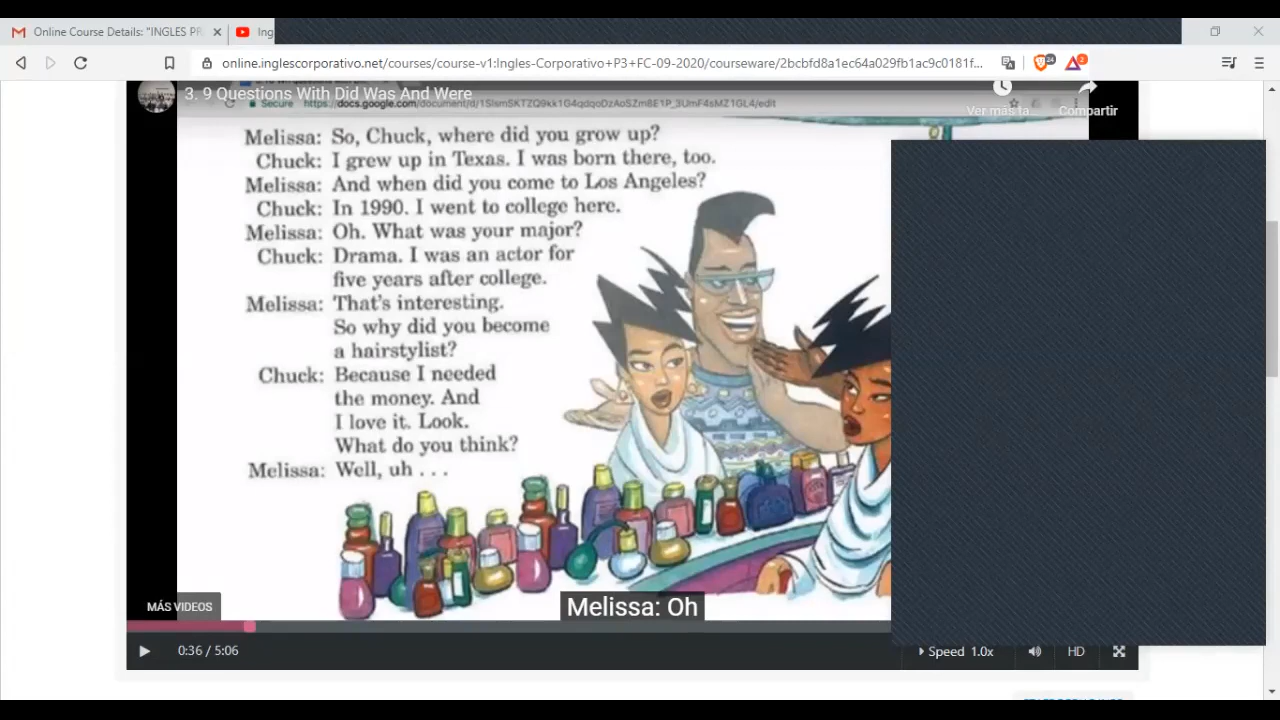 Online Course Details: "INGLES PR
Ing
online.inglescorporativo.net/courses/course-v1:Ingles-Corporativo+P3+FC-09-2020/courseware/2bcbfd8a1ec64a029fb1ac9c0181f...
24
2
3. 9 Questions With Did Was And Were
Secure
Ver más ta
Compartir
Melissa: So, Chuck, where did you grow up?
Chuck: I grew up in Texas. I was born there, too.
Melissa: And when did you come to Los Angeles?
Chuck: In 1990. I went to college here.
Melissa: Oh. What was your major?
Chuck: Drama. I was an actor for
five years after college.
Melissa: That's interesting.
So why did you become
a hairstylist?
Chuck: Because I needed
the money. And
I love it. Look.
What do you think?
Melissa: Well, uh . . .
MÁS VIDEOS
Melissa: Oh
0:36 / 5:06
Speed 1.0x
HD